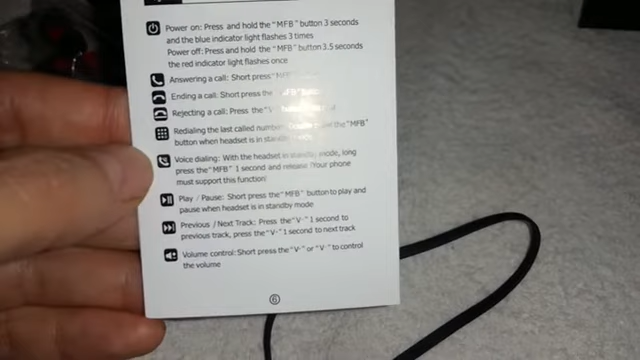 Power on: Press and hold the "MFB" button 3 seconds
and the blue indicator light flashes 3 times
Power off: Press and hold the "MFB" button 3.5 seconds
the red indicator light flashes once
Answering a call: Short press "MFB"
Ending a call: Short press the "MFB"
Rejecting a call: Press the "V
Redialing the last called number: the "MFB"
button when headset is in
Voice dialing: With the headset in standby mode, long
press the "MFB" 1 second and release (Your phone
must support this function)
Play / Pause: Short press the "MFB" button to play and
pause when headset is in standby mode
Previous / Next Track: Press the "V-" 1 second to
previous track, press the 1 second to next track
Volume control: Short press the or to control
the volume
6